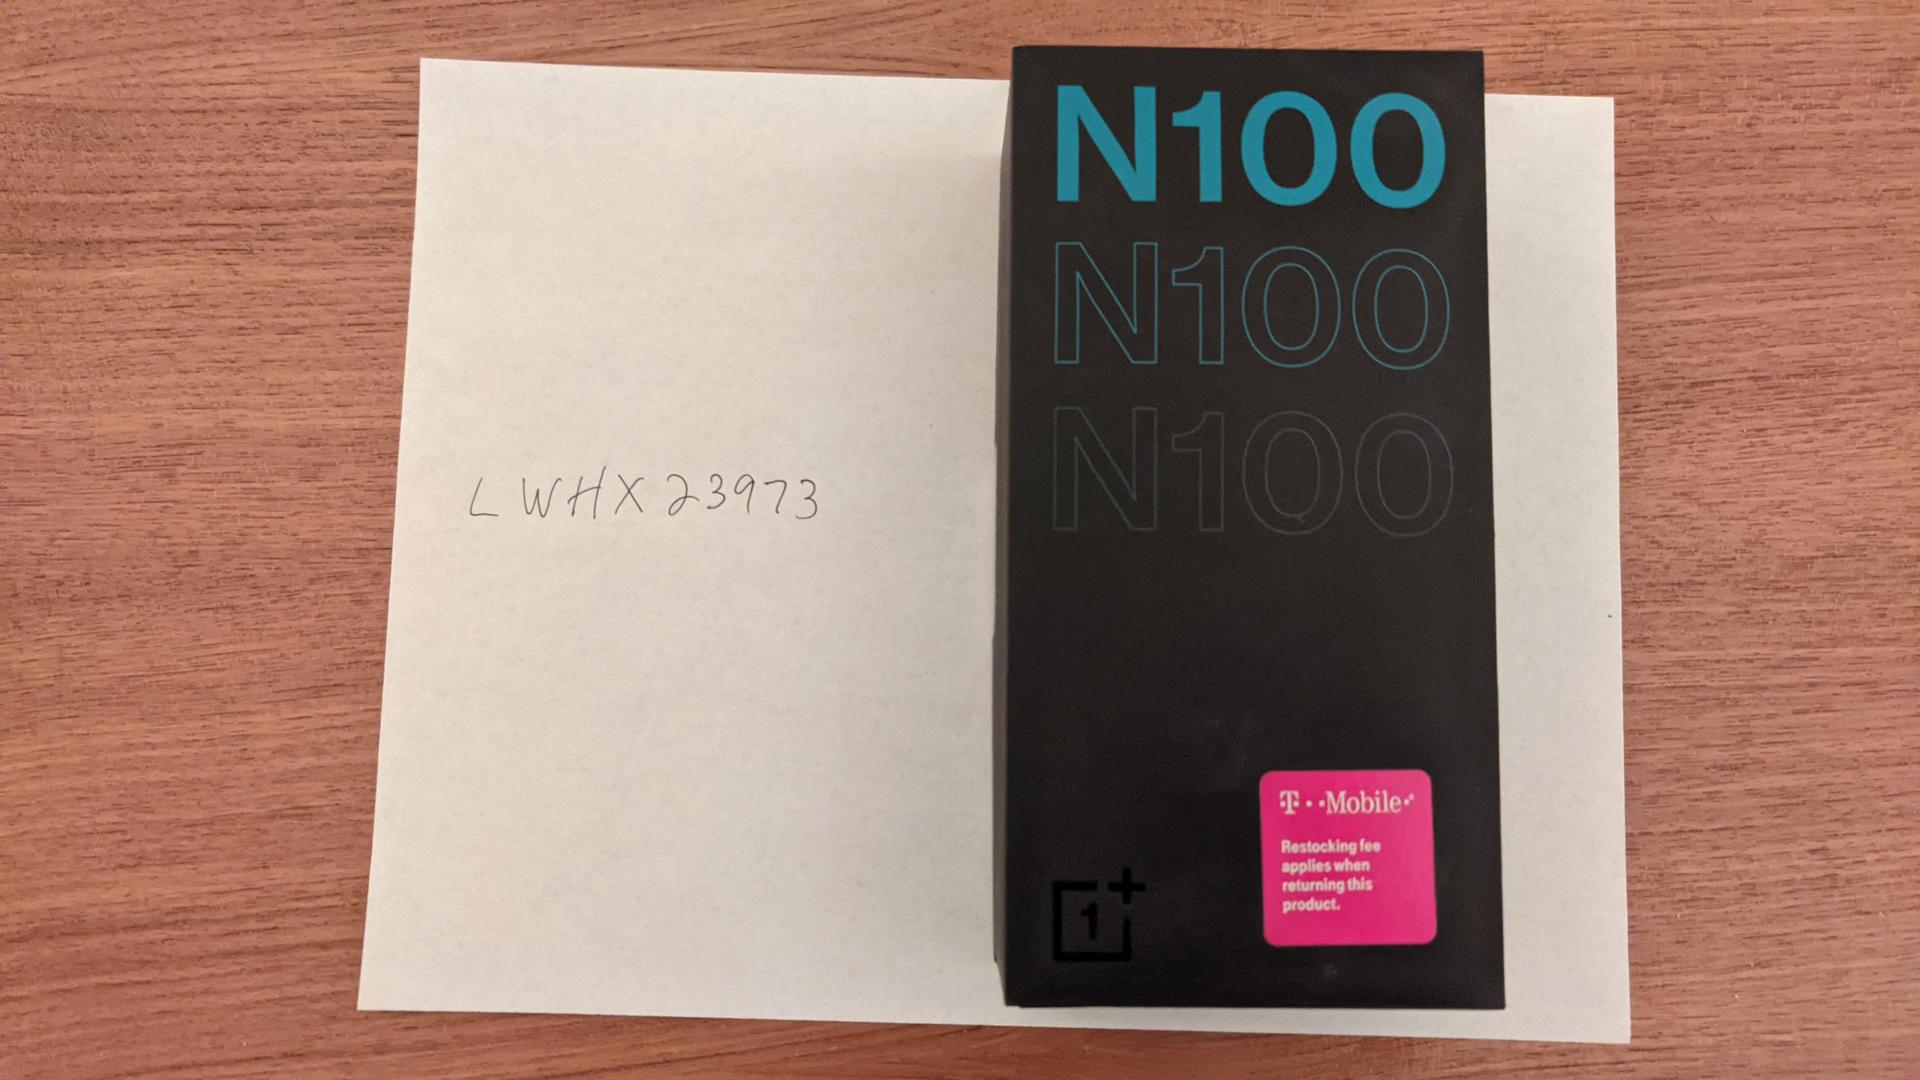 LWHX23973
N100
N100
N100
T··Mobile·
Restocking fee
applies when
returning this
product.
1+